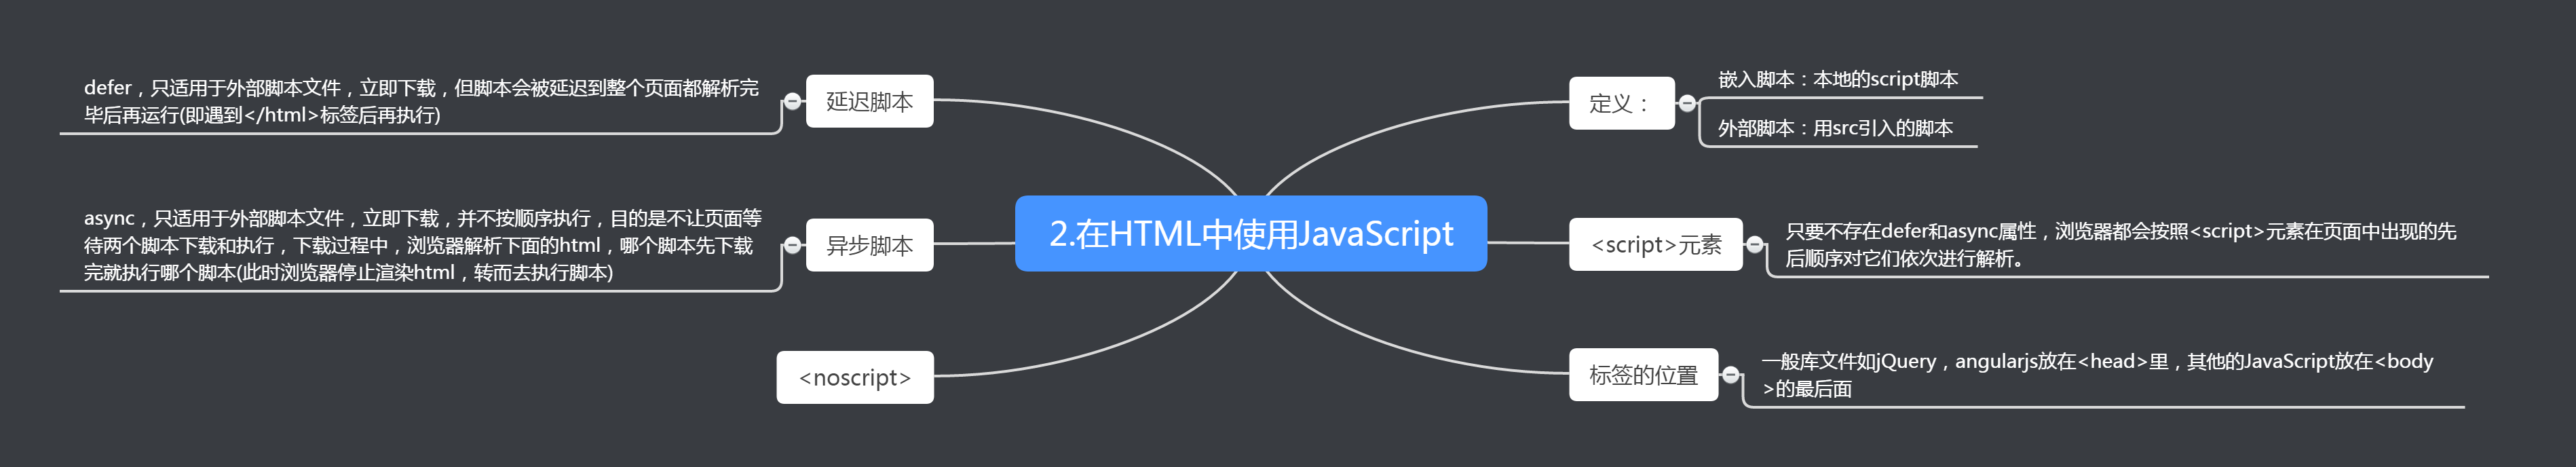 2.在HTML中使用JavaScript
定义：
嵌入脚本：本地的script脚本
外部脚本：用src引入的脚本
<script>元素
只要不存在defer和async属性，浏览器都会按照<script>元素在页面中出现的先
后顺序对它们依次进行解析。
标签的位置
一般库文件如jQuery，angularjs放在<head>里，其他的JavaScript放在<body
>的最后面
延迟脚本
defer，只适用于外部脚本文件，立即下载，但脚本会被延迟到整个页面都解析完
毕后再运行(即遇到</html>标签后再执行)
异步脚本
async，只适用于外部脚本文件，立即下载，并不按顺序执行，目的是不让页面等
待两个脚本下载和执行，下载过程中，浏览器解析下面的html，哪个脚本先下载
完就执行哪个脚本(此时浏览器停止渲染html，转而去执行脚本)
<noscript>